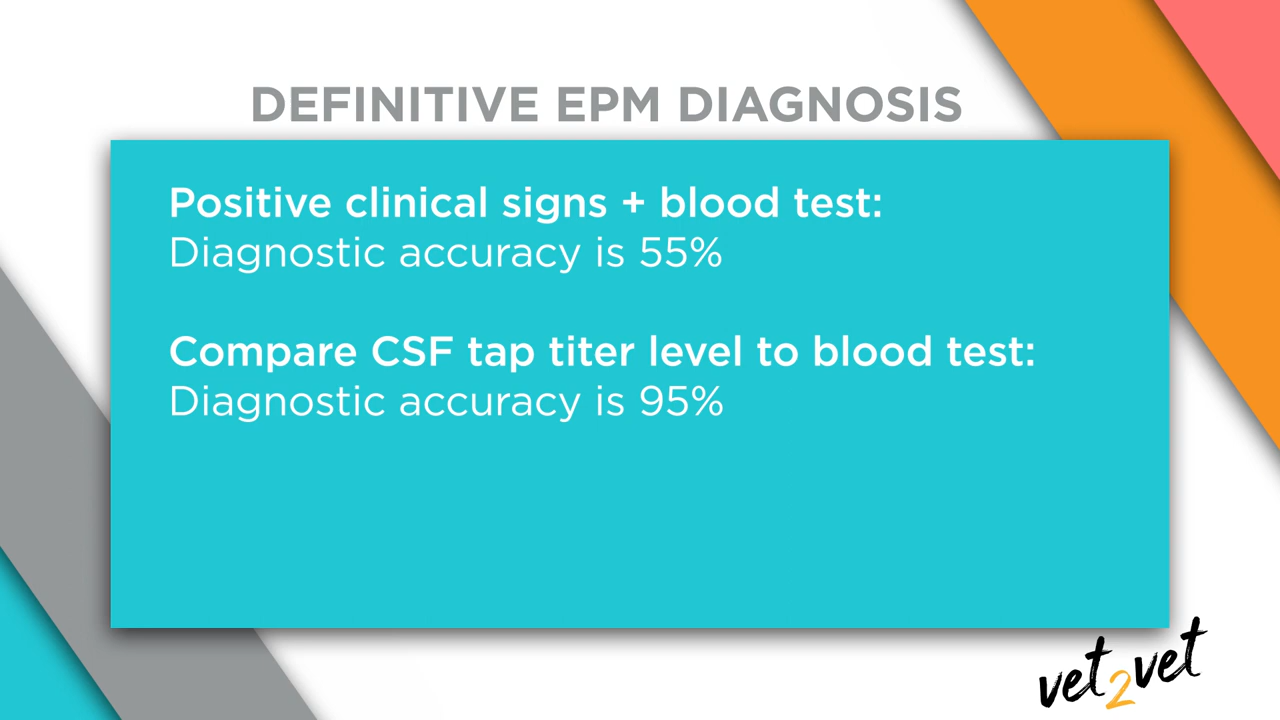 DEFINITIVE EPM DIAGNOSIS
Positive clinical signs + blood test:
Diagnostic accuracy is 55%
Compare CSF tap titer level to blood test:
Diagnostic accuracy is 95%
vet2vet